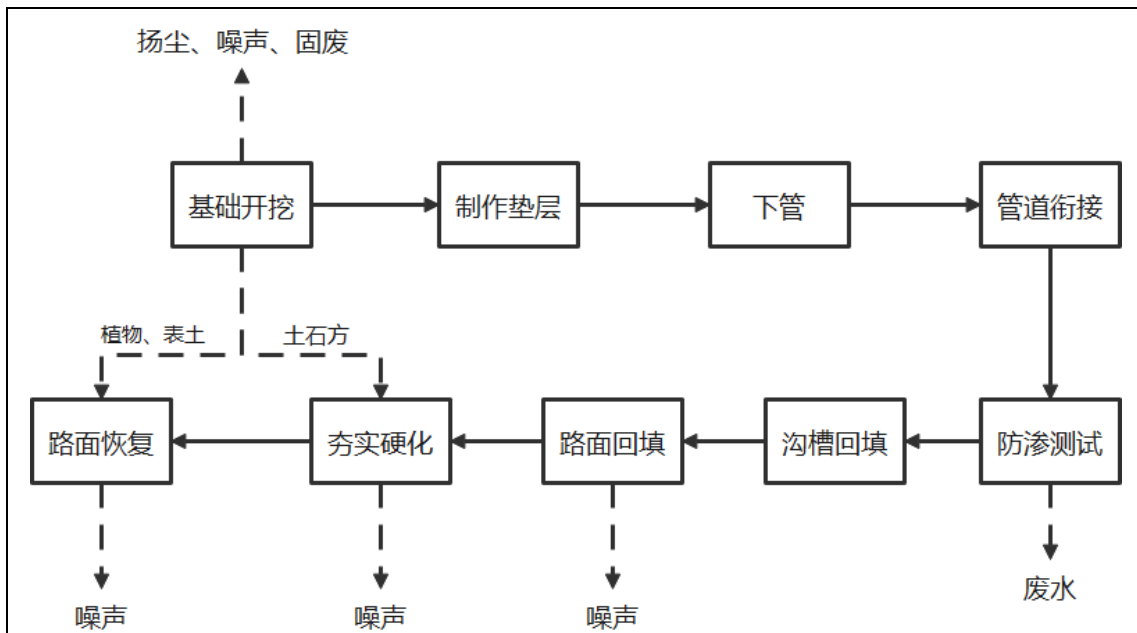 扬尘、噪声、固废
基础开挖
制作垫层
下管
管道衔接
植物、表土
土石方
路面恢复
夯实硬化
路面回填
沟槽回填
防渗测试
噪声
噪声
噪声
废水